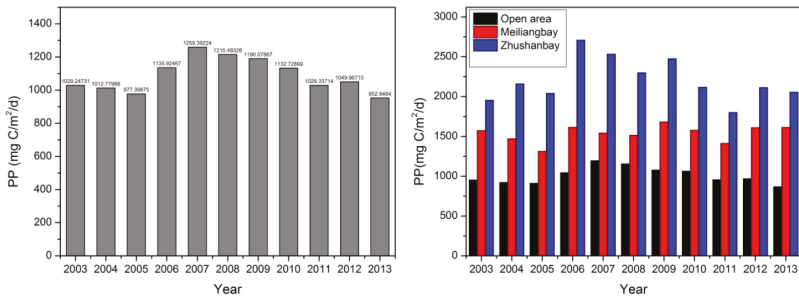 1400
1200
1000
800
600
400
200
0
PP (mg C/m²/d)
1029.24731
1012.77988
977.39875
1135.92467
1259.39224
1215.48326
1190.07867
1132.72899
1029.33714
1049.96715
952.8484
2003 2004 2005 2006 2007 2008 2009 2010 2011 2012 2013
Year
3000
2500
2000
1500
1000
500
0
PP(mg C/m²/d)
Open area
Meiliangbay
Zhushanbay
2003 2004 2005 2006 2007 2008 2009 2010 2011 2012 2013
Year